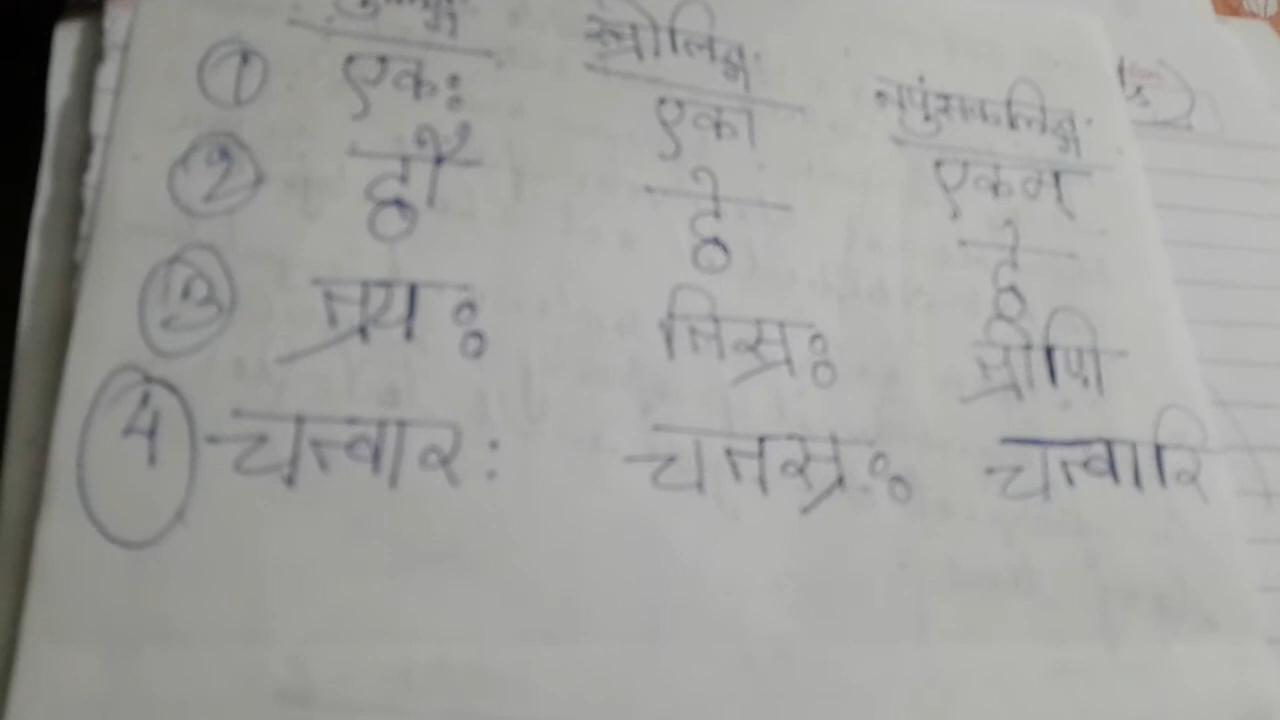 पुल्लिङ्ग स्त्रीलिङ्ग: नपुंसकलिङ्ग:
① एक: एका एकम्
② द्वौ द्वे द्वे
③ त्रय: तिस्र: त्रीणि
4 चत्वार: चतस्र: चत्वारि